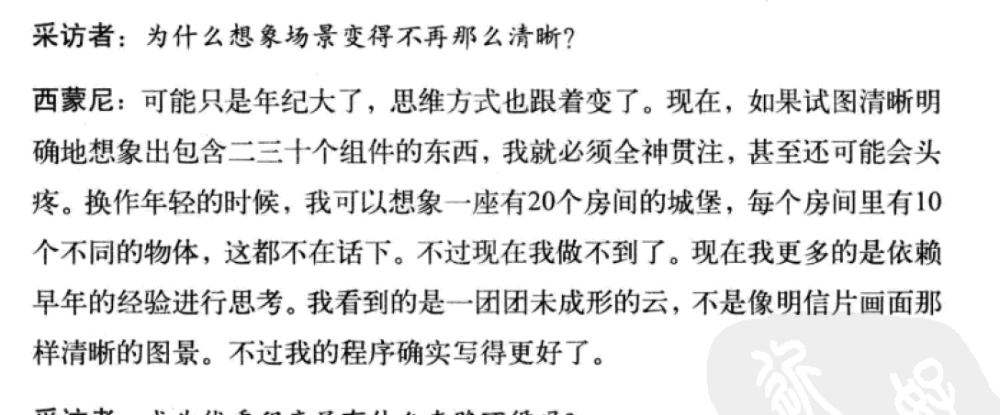 采访者：为什么想象场景变得不再那么清晰？
西蒙尼：可能只是年纪大了，思维方式也跟着变了。现在，如果试图清晰明
确地想象出包含二三十个组件的东西，我就必须全神贯注，甚至还可能会头
疼。换作年轻的时候，我可以想象一座有20个房间的城堡，每个房间里有10
个不同的物体，这都不在话下。不过现在我做不到了。现在我更多的是依赖
早年的经验进行思考。我看到的是一团团未成形的云，不是像明信片画面那
样清晰的图景。不过我的程序确实写得更好了。